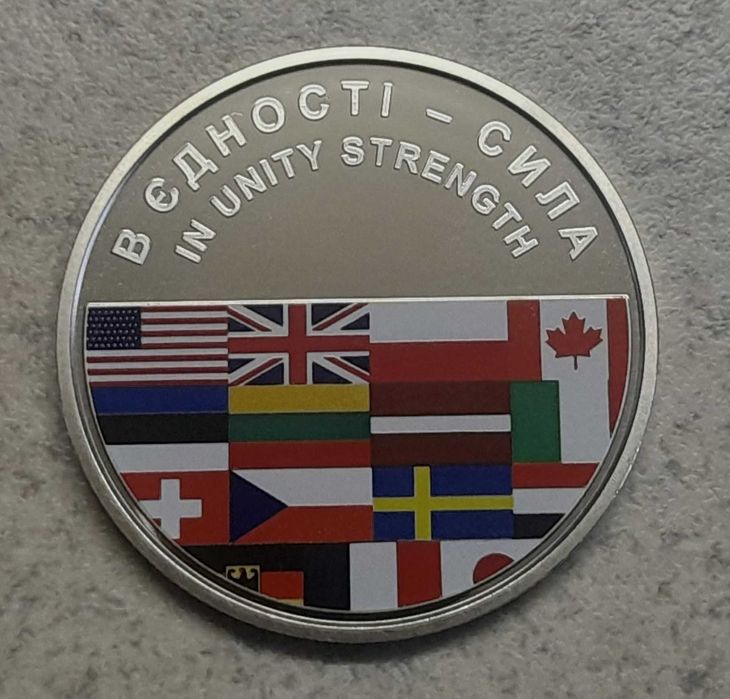 В ЄДНОСТІ – СИЛА
IN UNITY STRENGTH